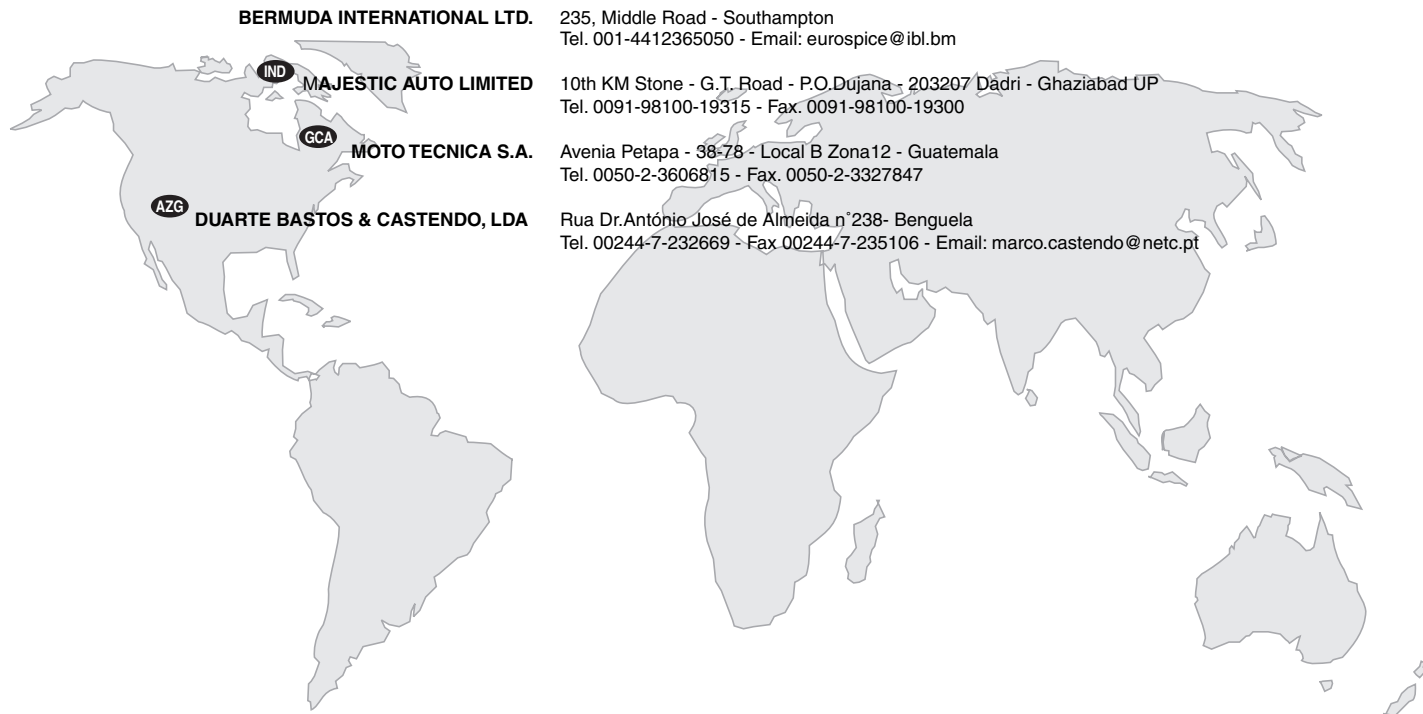 BERMUDA INTERNATIONAL LTD. 235, Middle Road - Southampton
Tel. 001-4412365050 - Email: eurospice@ibl.bm
IND MAJESTIC AUTO LIMITED 10th KM Stone - G.T. Road - P.O.Dujana - 203207 Dadri - Ghaziabad UP
Tel. 0091-98100-19315 - Fax. 0091-98100-19300
GCA MOTO TECNICA S.A. Avenia Petapa - 38-78 - Local B Zona12 - Guatemala
Tel. 0050-2-3606815 - Fax. 0050-2-3327847
AZG DUARTE BASTOS & CASTENDO, LDA Rua Dr.António José de Almeida n˚238- Benguela
Tel. 00244-7-232669 - Fax 00244-7-235106 - Email: marco.castendo@netc.pt